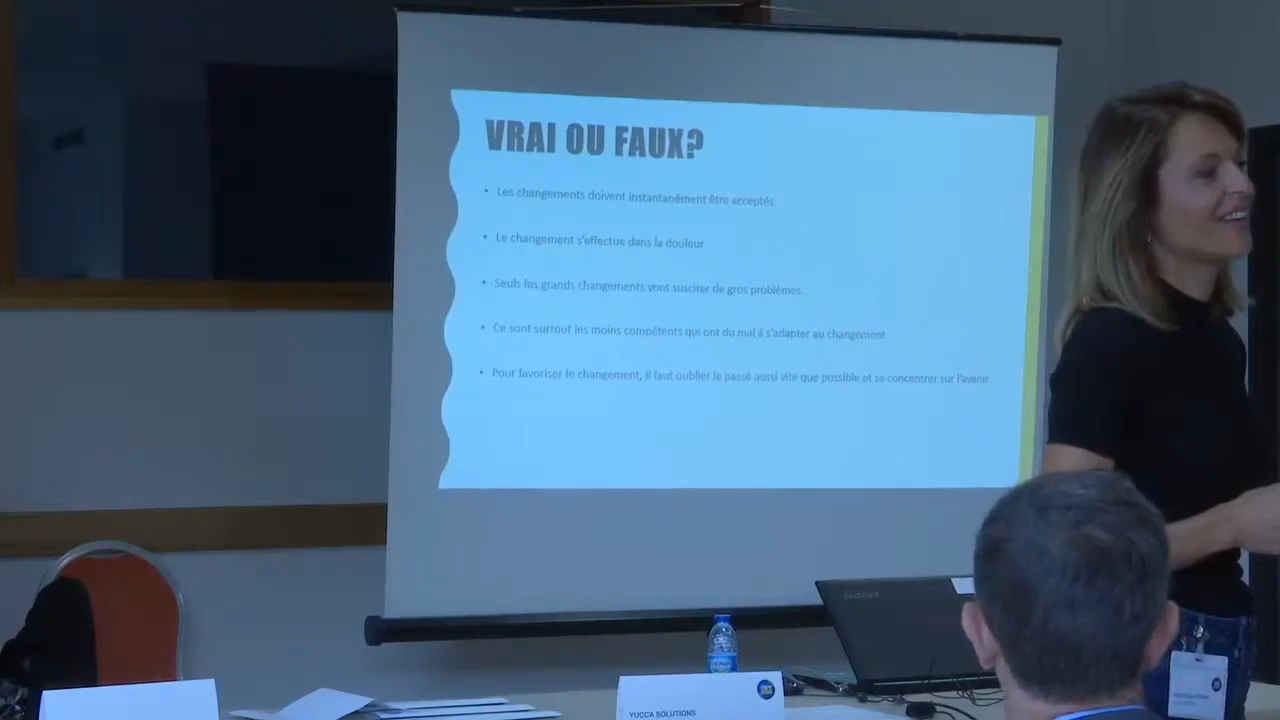 VRAI OU FAUX?
• Les changements doivent instantanément être acceptés
• Le changement s'effectue dans la douleur
• Seuls les grands changements vont susciter de gros problèmes
• Ce sont surtout les moins compétents qui ont du mal à s'adapter au changement
• Pour favoriser le changement, il faut oublier le passé aussi vite que possible et se concentrer sur l'avenir
YUCCA SOLUTIONS